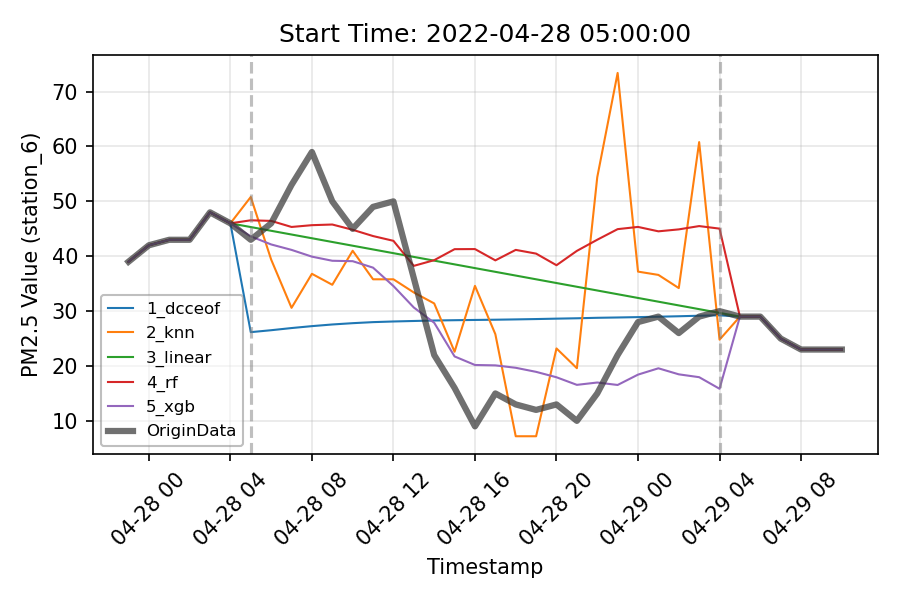 Start Time: 2022-04-28 05:00:00
PM2.5 Value (station_6)
70
60
50
40
30
20
10
1_dcceof
2_knn
3_linear
4_rf
5_xgb
OriginData
04-28 00
04-28 04
04-28 08
04-28 12
04-28 16
04-28 20
04-29 00
04-29 04
04-29 08
Timestamp